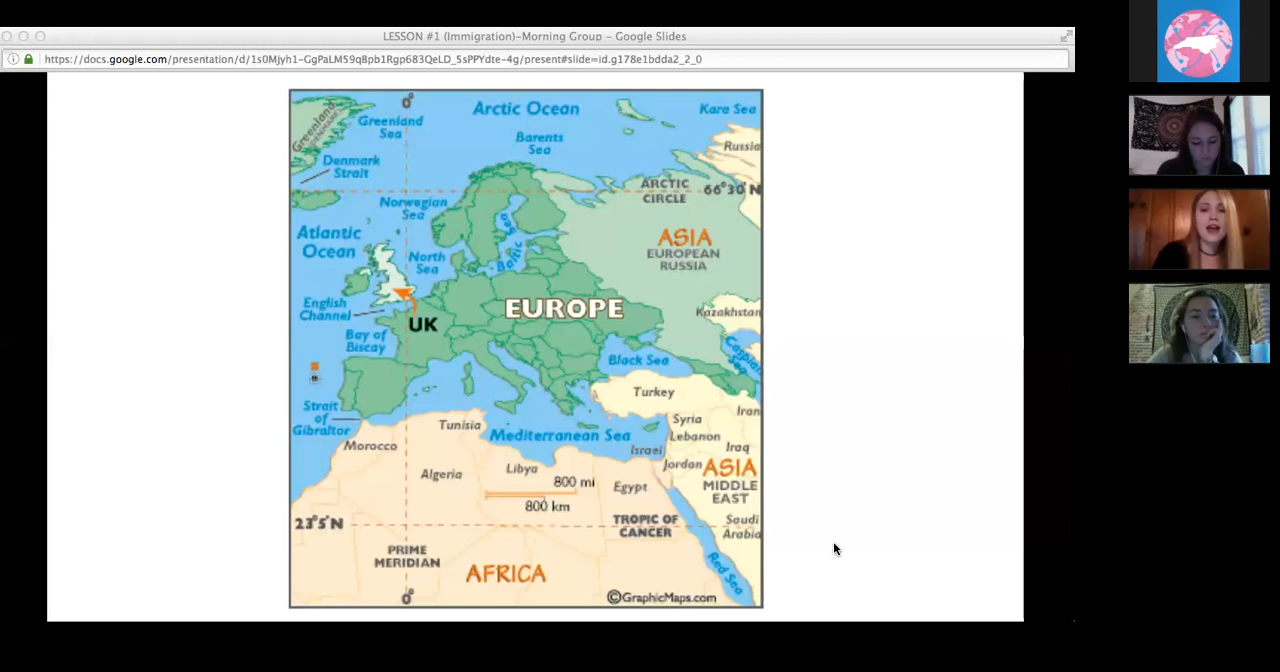 LESSON #1 (Immigration)-Morning Group - Google Slides
https://docs.google.com/presentation/d/1s0Mjyh1-GgPaLM59q8pb1Rgp683QeLD_5sPPYdte-4g/present#slide=id.g178e1bdda2_2_0
0°
Arctic Ocean
Kara Sea
Greenland
DENMARK
Greenland
Sea
Barents
Sea
Russia
Denmark
Strait
ARCTIC
CIRCLE
66°30'N
Norwegian
Sea
Atlantic
Ocean
Baltic Sea
ASIA
EUROPEAN
RUSSIA
North
Sea
English
Channel
EUROPE
Kazakhstan
UK
Bay of
Biscay
Black Sea
Caspian
Sea
Turkey
Strait
of
Gibraltar
Tunisia
Syria
Iran
Mediterranean Sea
Lebanon
Morocco
Israel
Iraq
Algeria
Libya
Jordan
ASIA
MIDDLE
EAST
800 mi
800 km
Egypt
23°5'N
TROPIC OF
CANCER
Saudi
Arabia
PRIME
MERIDIAN
AFRICA
Red Sea
0°
©GraphicMaps.com